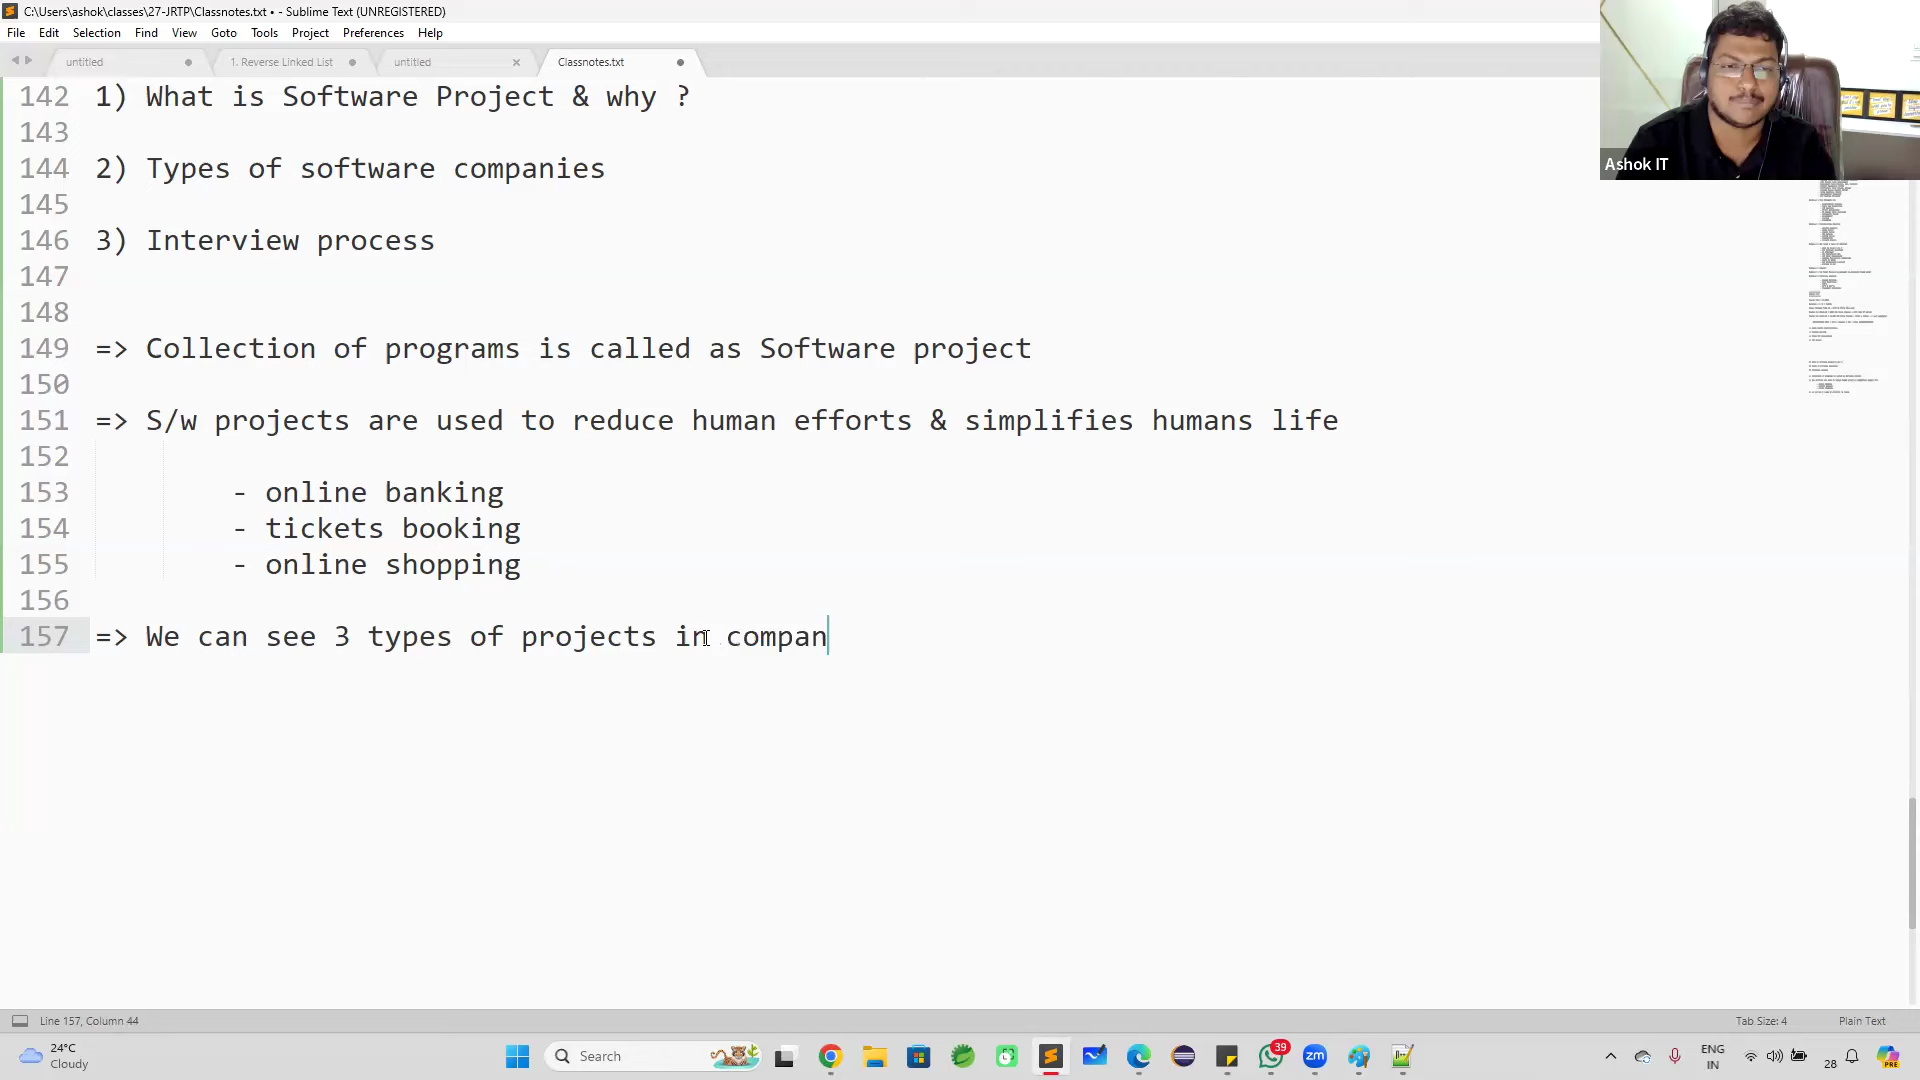 C:\Users\ashok\classes\27-JRTP\Classnotes.txt • - Sublime Text (UNREGISTERED)
File Edit Selection Find View Goto Tools Project Preferences Help
untitled 1. Reverse Linked List untitled Classnotes.txt
142 1) What is Software Project & why ?
143
144 2) Types of software companies
145
146 3) Interview process
147
148
149 => Collection of programs is called as Software project
150
151 => S/w projects are used to reduce human efforts & simplifies humans life
152
153 - online banking
154 - tickets booking
155 - online shopping
156
157 => We can see 3 types of projects in compan
Ashok IT
Line 157, Column 44
Tab Size: 4 Plain Text
24°C
Cloudy
Search
39
zm
ENG
IN
28
PRE